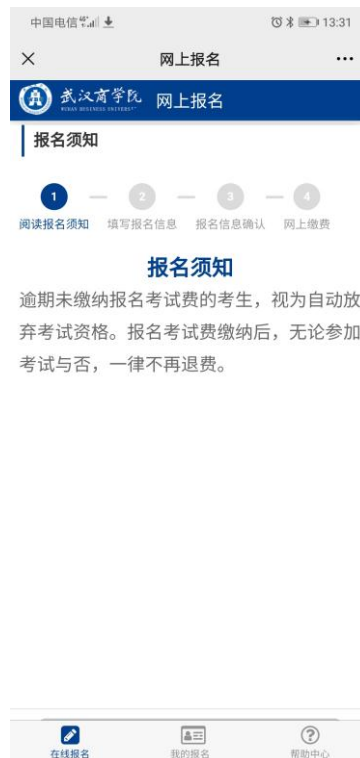 中国电信 13:31
网上报名
武汉商学院 网上报名
WUHAN BUSINESS UNIVERSITY
报名须知
1 2 3 4
阅读报名须知 填写报名信息 报名信息确认 网上缴费
报名须知
逾期未缴纳报名考试费的考生，视为自动放
弃考试资格。报名考试费缴纳后，无论参加
考试与否，一律不再退费。
在线报名 我的报名 帮助中心